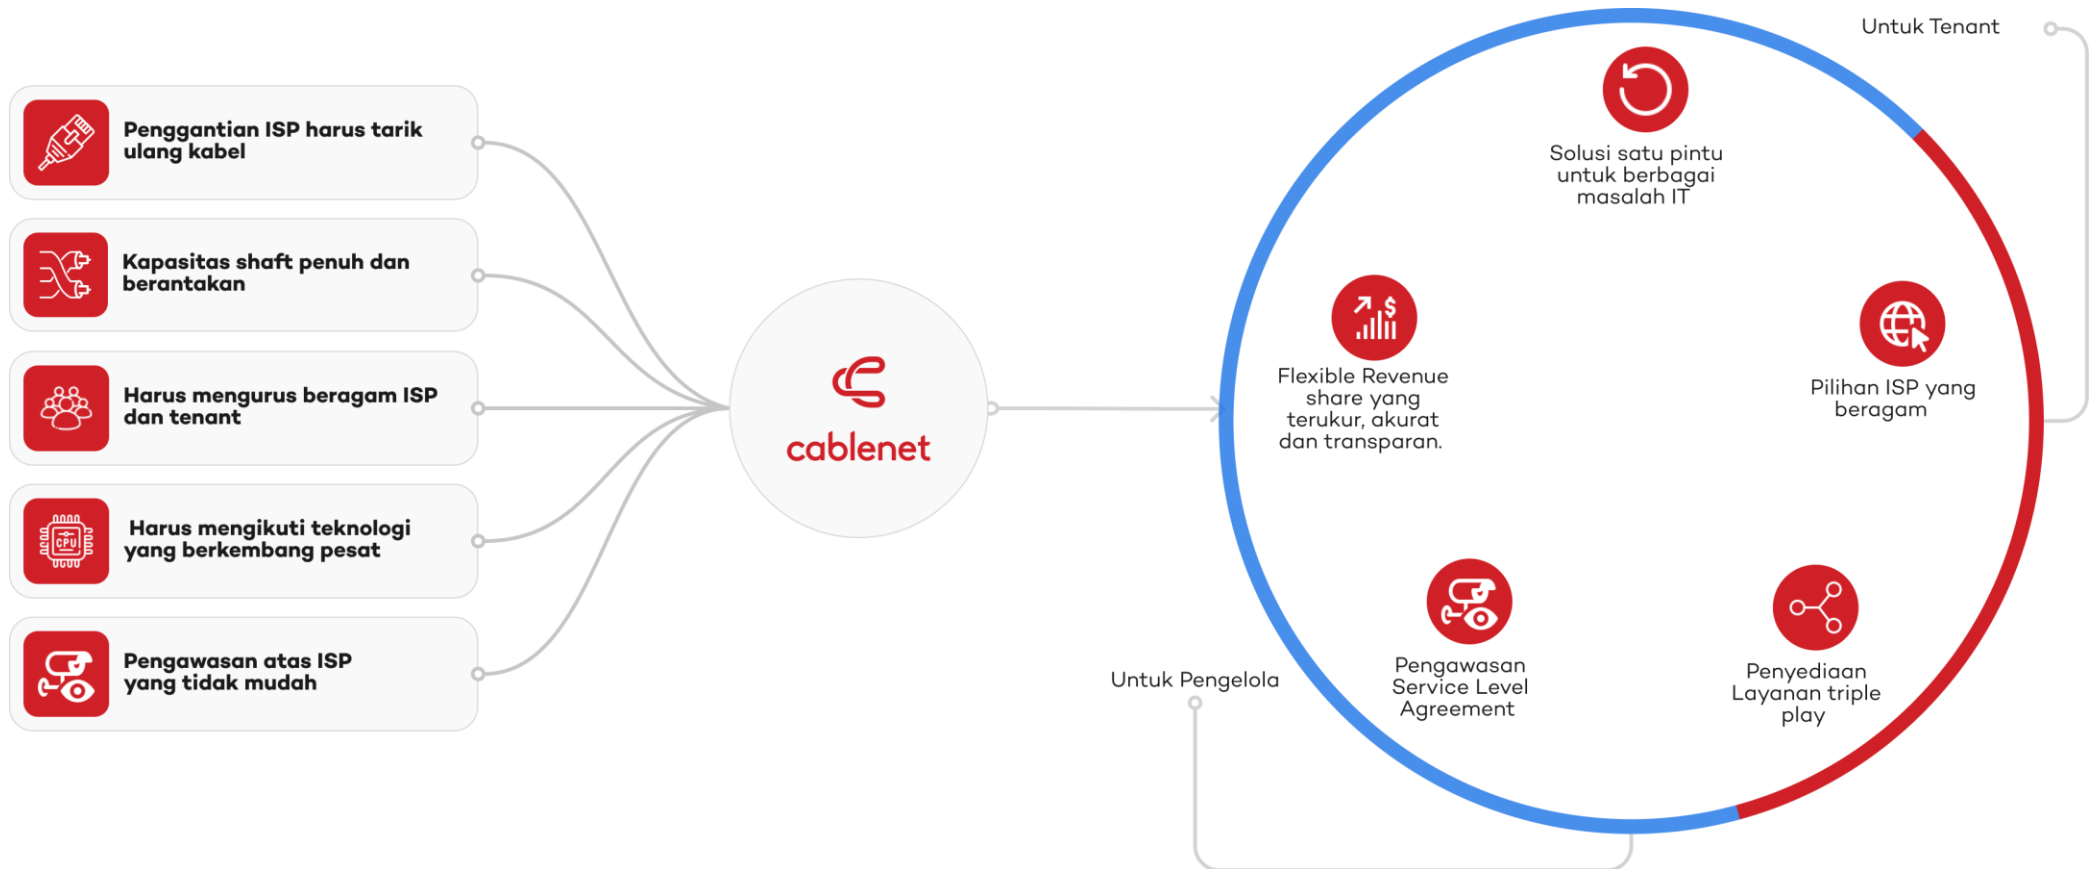 Penggantian ISP harus tarik
ulang kabel
Kapasitas shaft penuh dan
berantakan
Harus mengurus beragam ISP
dan tenant
CPU
Harus mengikuti teknologi
yang berkembang pesat
Pengawasan atas ISP
yang tidak mudah
cablenet
Untuk Tenant
Solusi satu pintu
untuk berbagai
masalah IT
$
Flexible Revenue
share yang
terukur, akurat
dan transparan.
Pilihan ISP yang
beragam
Pengawasan
Service Level
Agreement
Penyediaan
Layanan triple
play
Untuk Pengelola